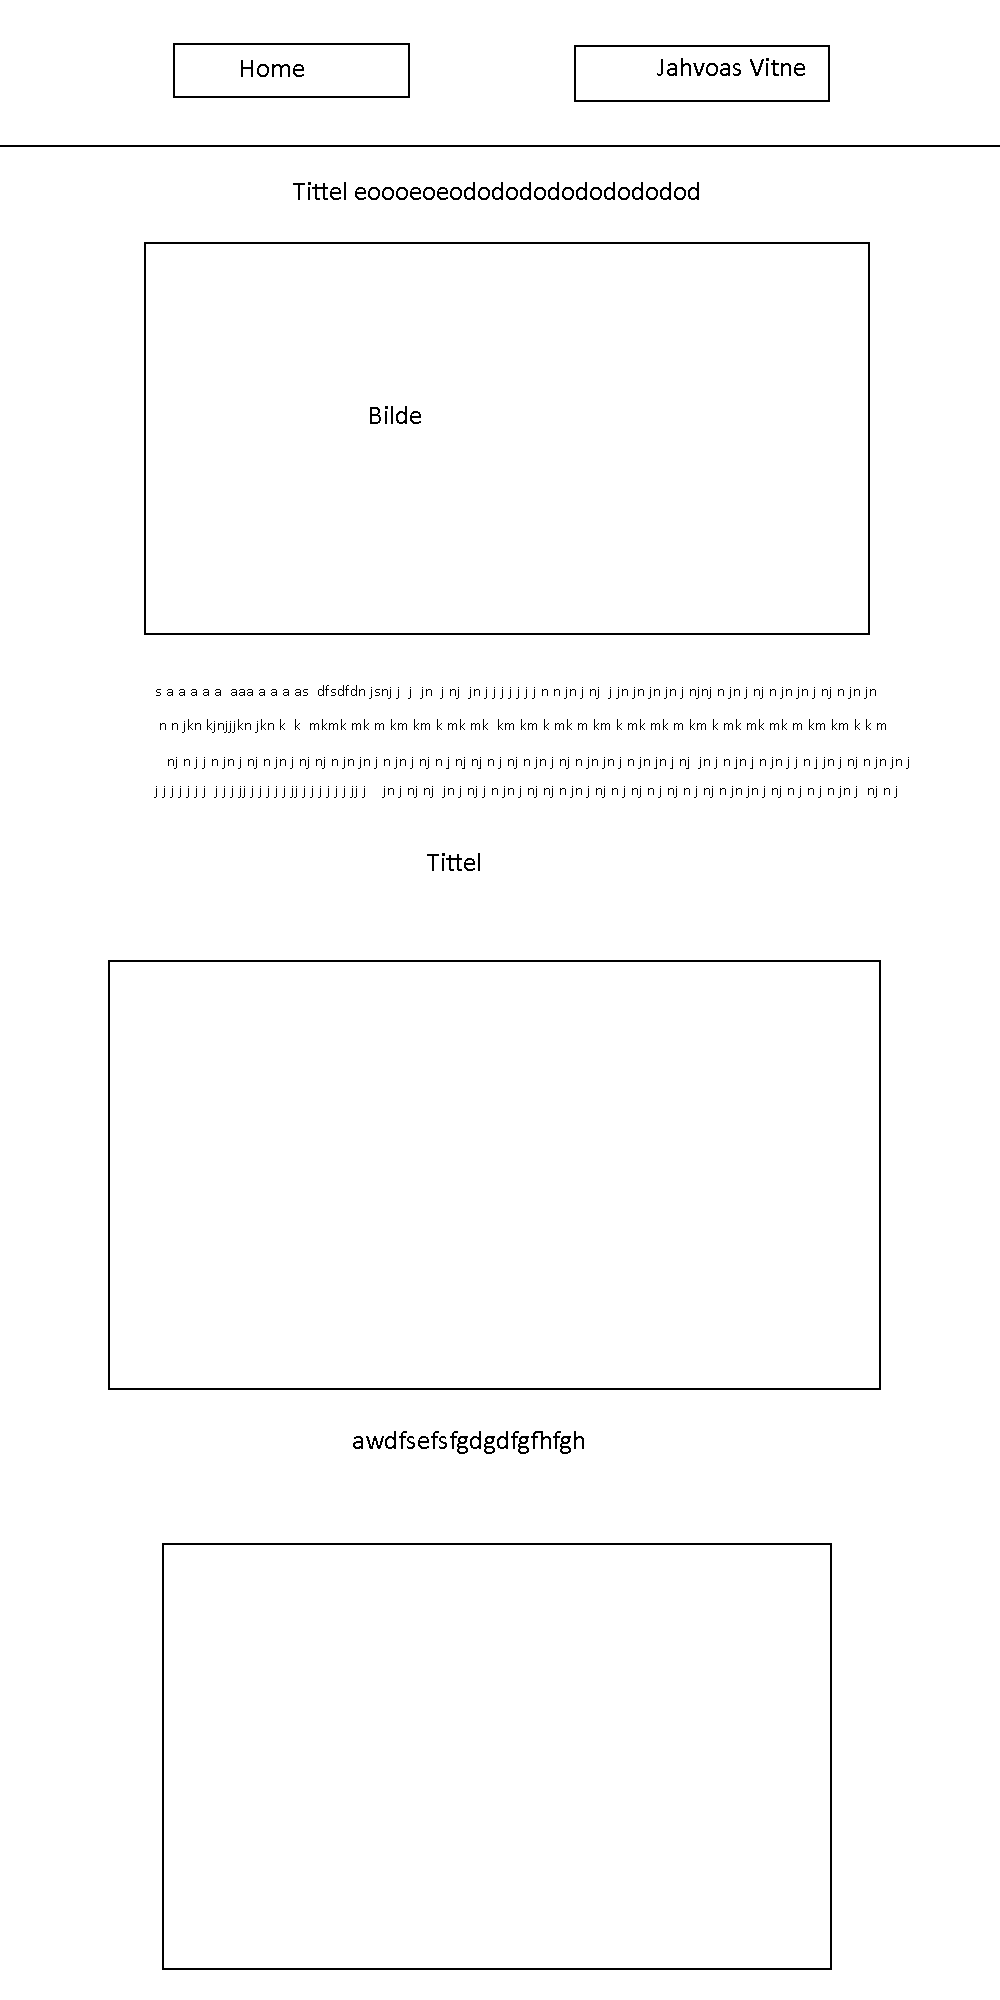 Home
Jahvoas Vitne
Tittel eoooeoeododododododododod
Bilde
s a a a a a aaa a a a a as dfsdfdn jsnj j j jn j nj jn j j j j j j j n n jn j nj j jn jn jn jn j njnj n jn j nj n jn jn j nj n jn jn
n n jkn kjnjjjkn jkn k k mkmk mk m km km k mk mk km km k mk m km k mk mk m km k mk mk mk m km km k k m
nj n j j n jn j nj n jn j nj nj n jn jn j n jn j nj n j nj nj n j nj n jn j nj n jn jn j n jn jn j nj jn j n jn j n jn j j n j jn j nj n jn jn j
j j j j j j j j j j jj j j j j j jj j j j j j j jjj j jn j nj nj jn j nj j n jn j nj nj n jn j nj n j nj n j nj n j nj n jn jn j nj n j n j n jn j nj n j
Tittel
awdfsefsfgdgdfgfhfgh